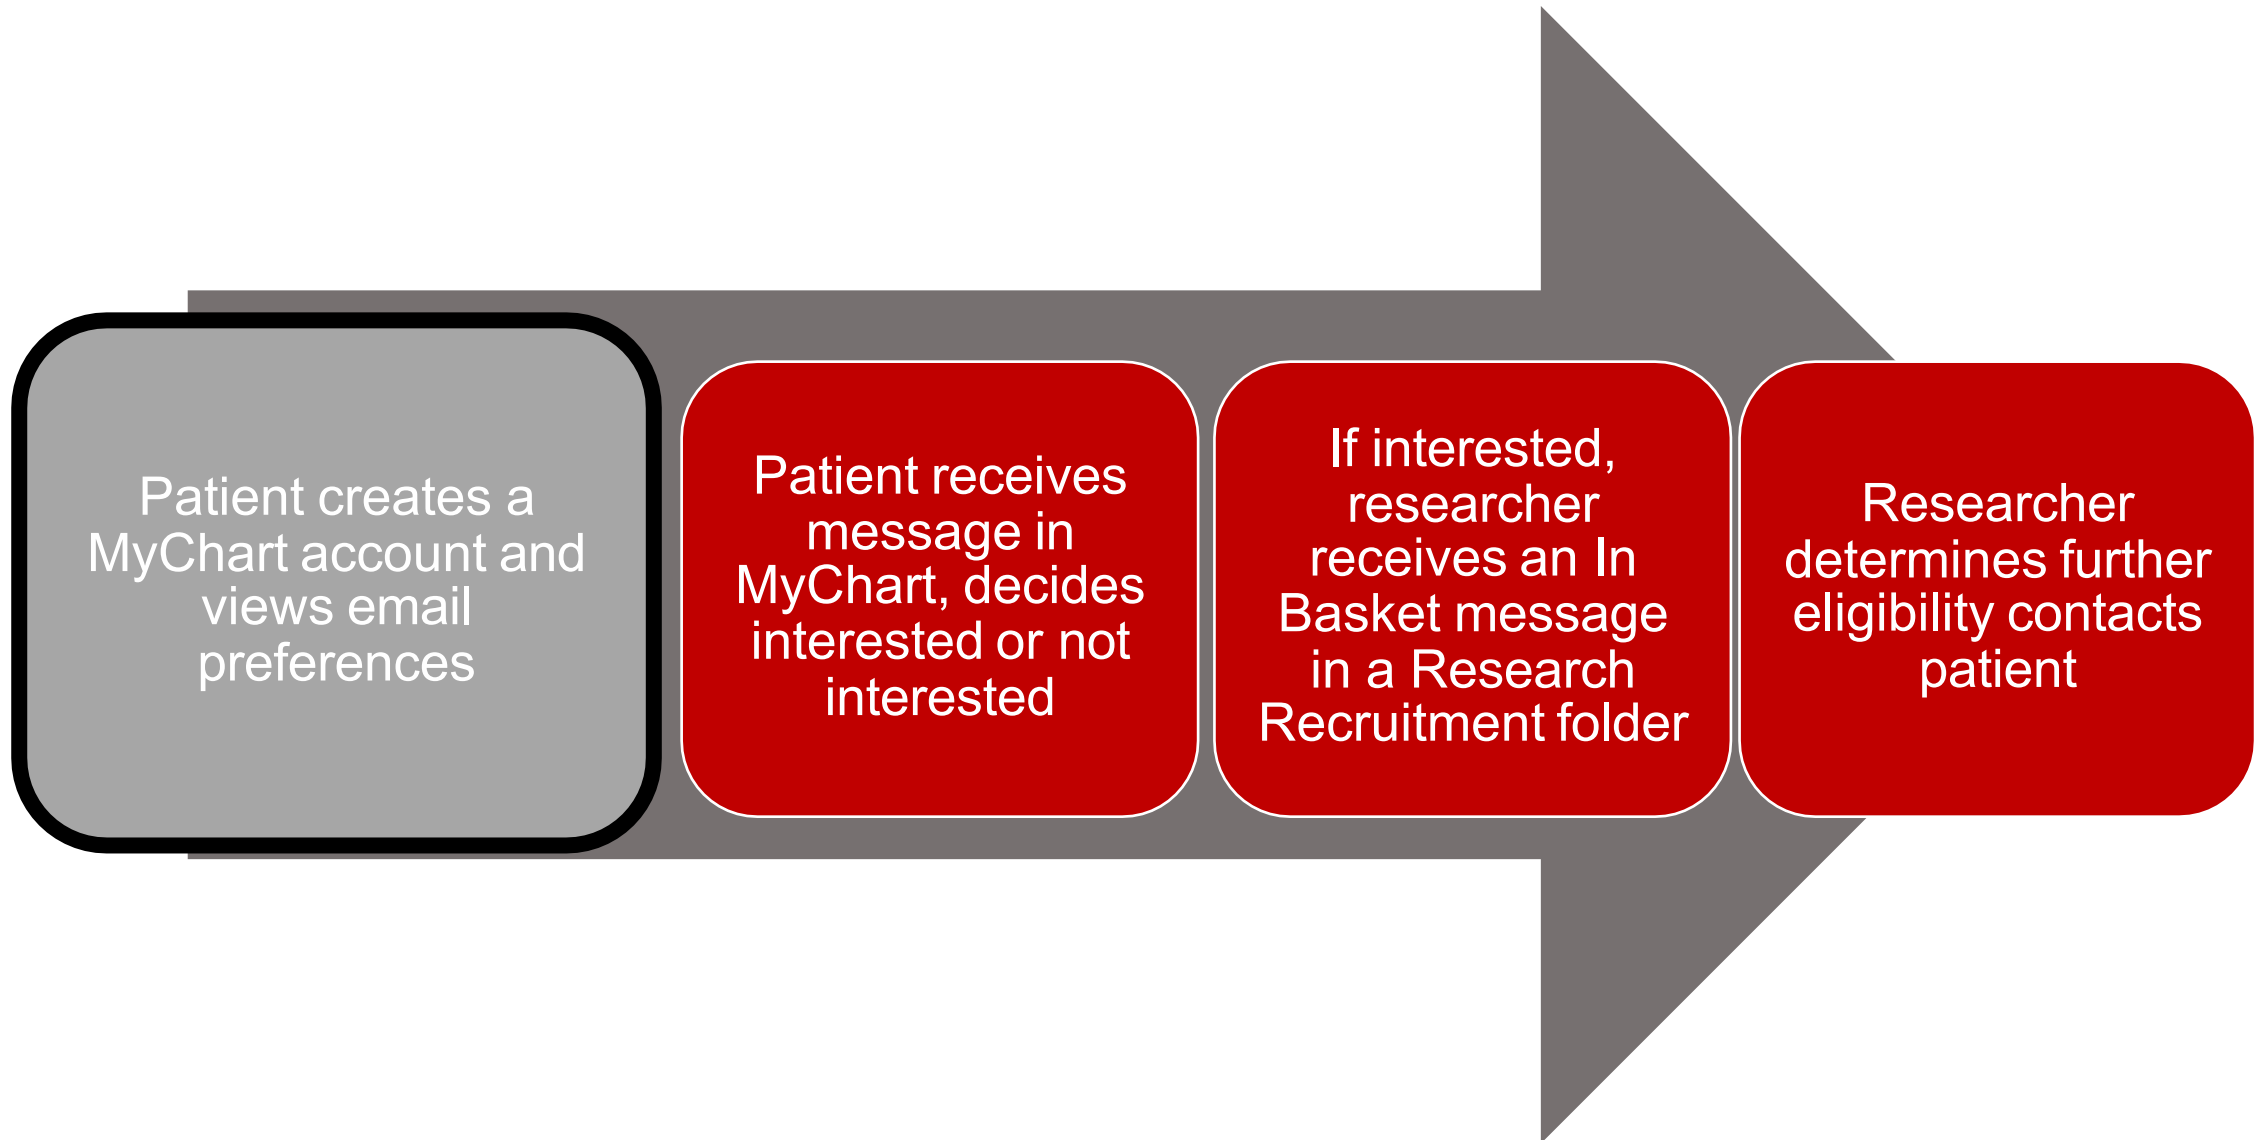 Patient creates a
MyChart account and
views email
preferences
Patient receives
message in
MyChart, decides
interested or not
interested
If interested,
researcher
receives an In
Basket message
in a Research
Recruitment folder
Researcher
determines further
eligibility contacts
patient